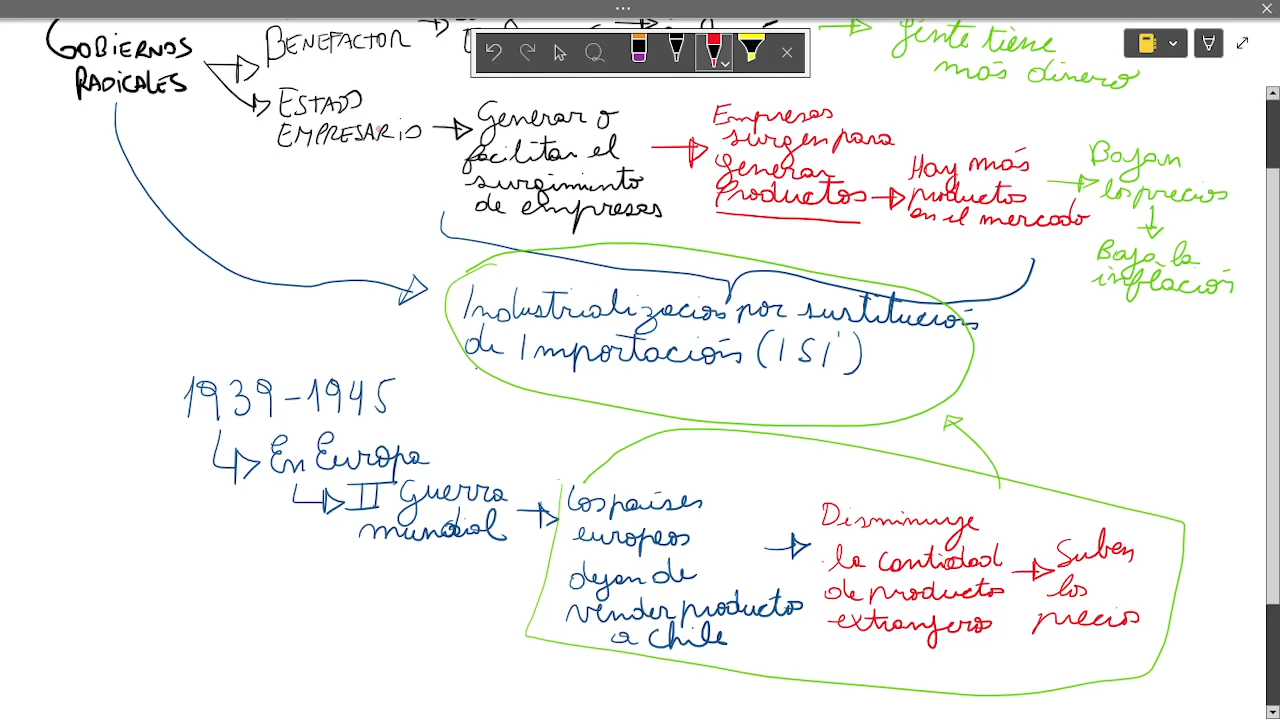 GOBIERNOS
RADICALES
BENEFACTOR
Gente tiene
más dinero
ESTADO
EMPRESARIO
Generar o
facilitar el
surgimiento
de empresas
Empresas
surgen para
generar
Productos
Hay más
productos
en el mercado
Bajan
los precios
Baja la
inflación
Industrialización por sustitución
de Importación (ISI)
1939-1945
En Europa
II Guerra
mundial
Los países
europeos
dejan de
vender productos
a Chile
Disminuye
la cantidad
de productos
extranjeros
Suben
los
precios